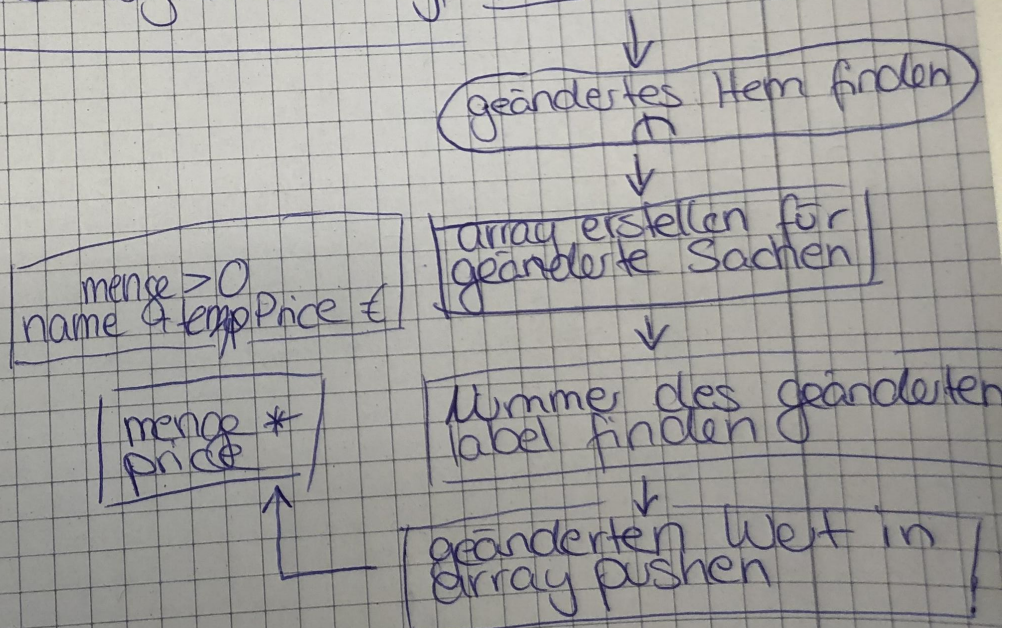 geändertes Item finden
array erstellen für
geänderte Sachen
menge > 0
name & tempPrice €
Nummer des geänderten
label finden
menge *
price
geänderten Wert in
array pushen